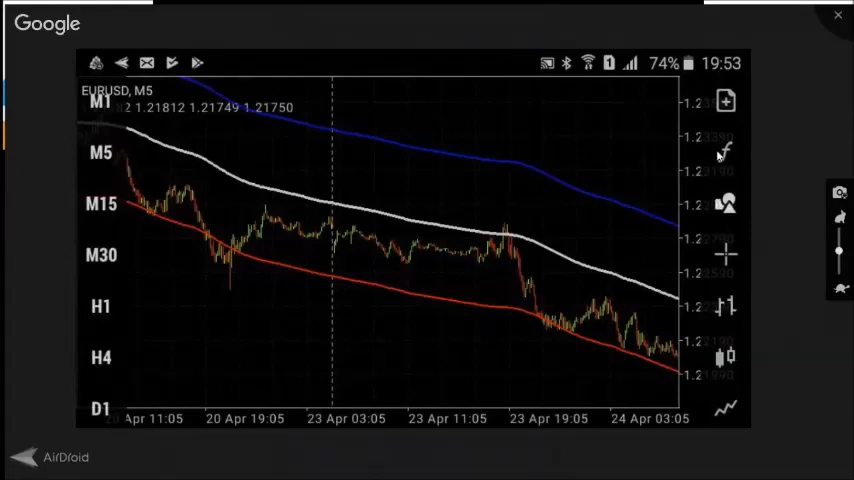 Google
74% 19:53
EURUSD, M5
2 1.21812 1.21749 1.21750
M1
M5
M15
M30
H1
H4
D1
Apr 11:05
20 Apr 19:05
23 Apr 03:05
23 Apr 11:05
23 Apr 19:05
24 Apr 03:05
AirDroid